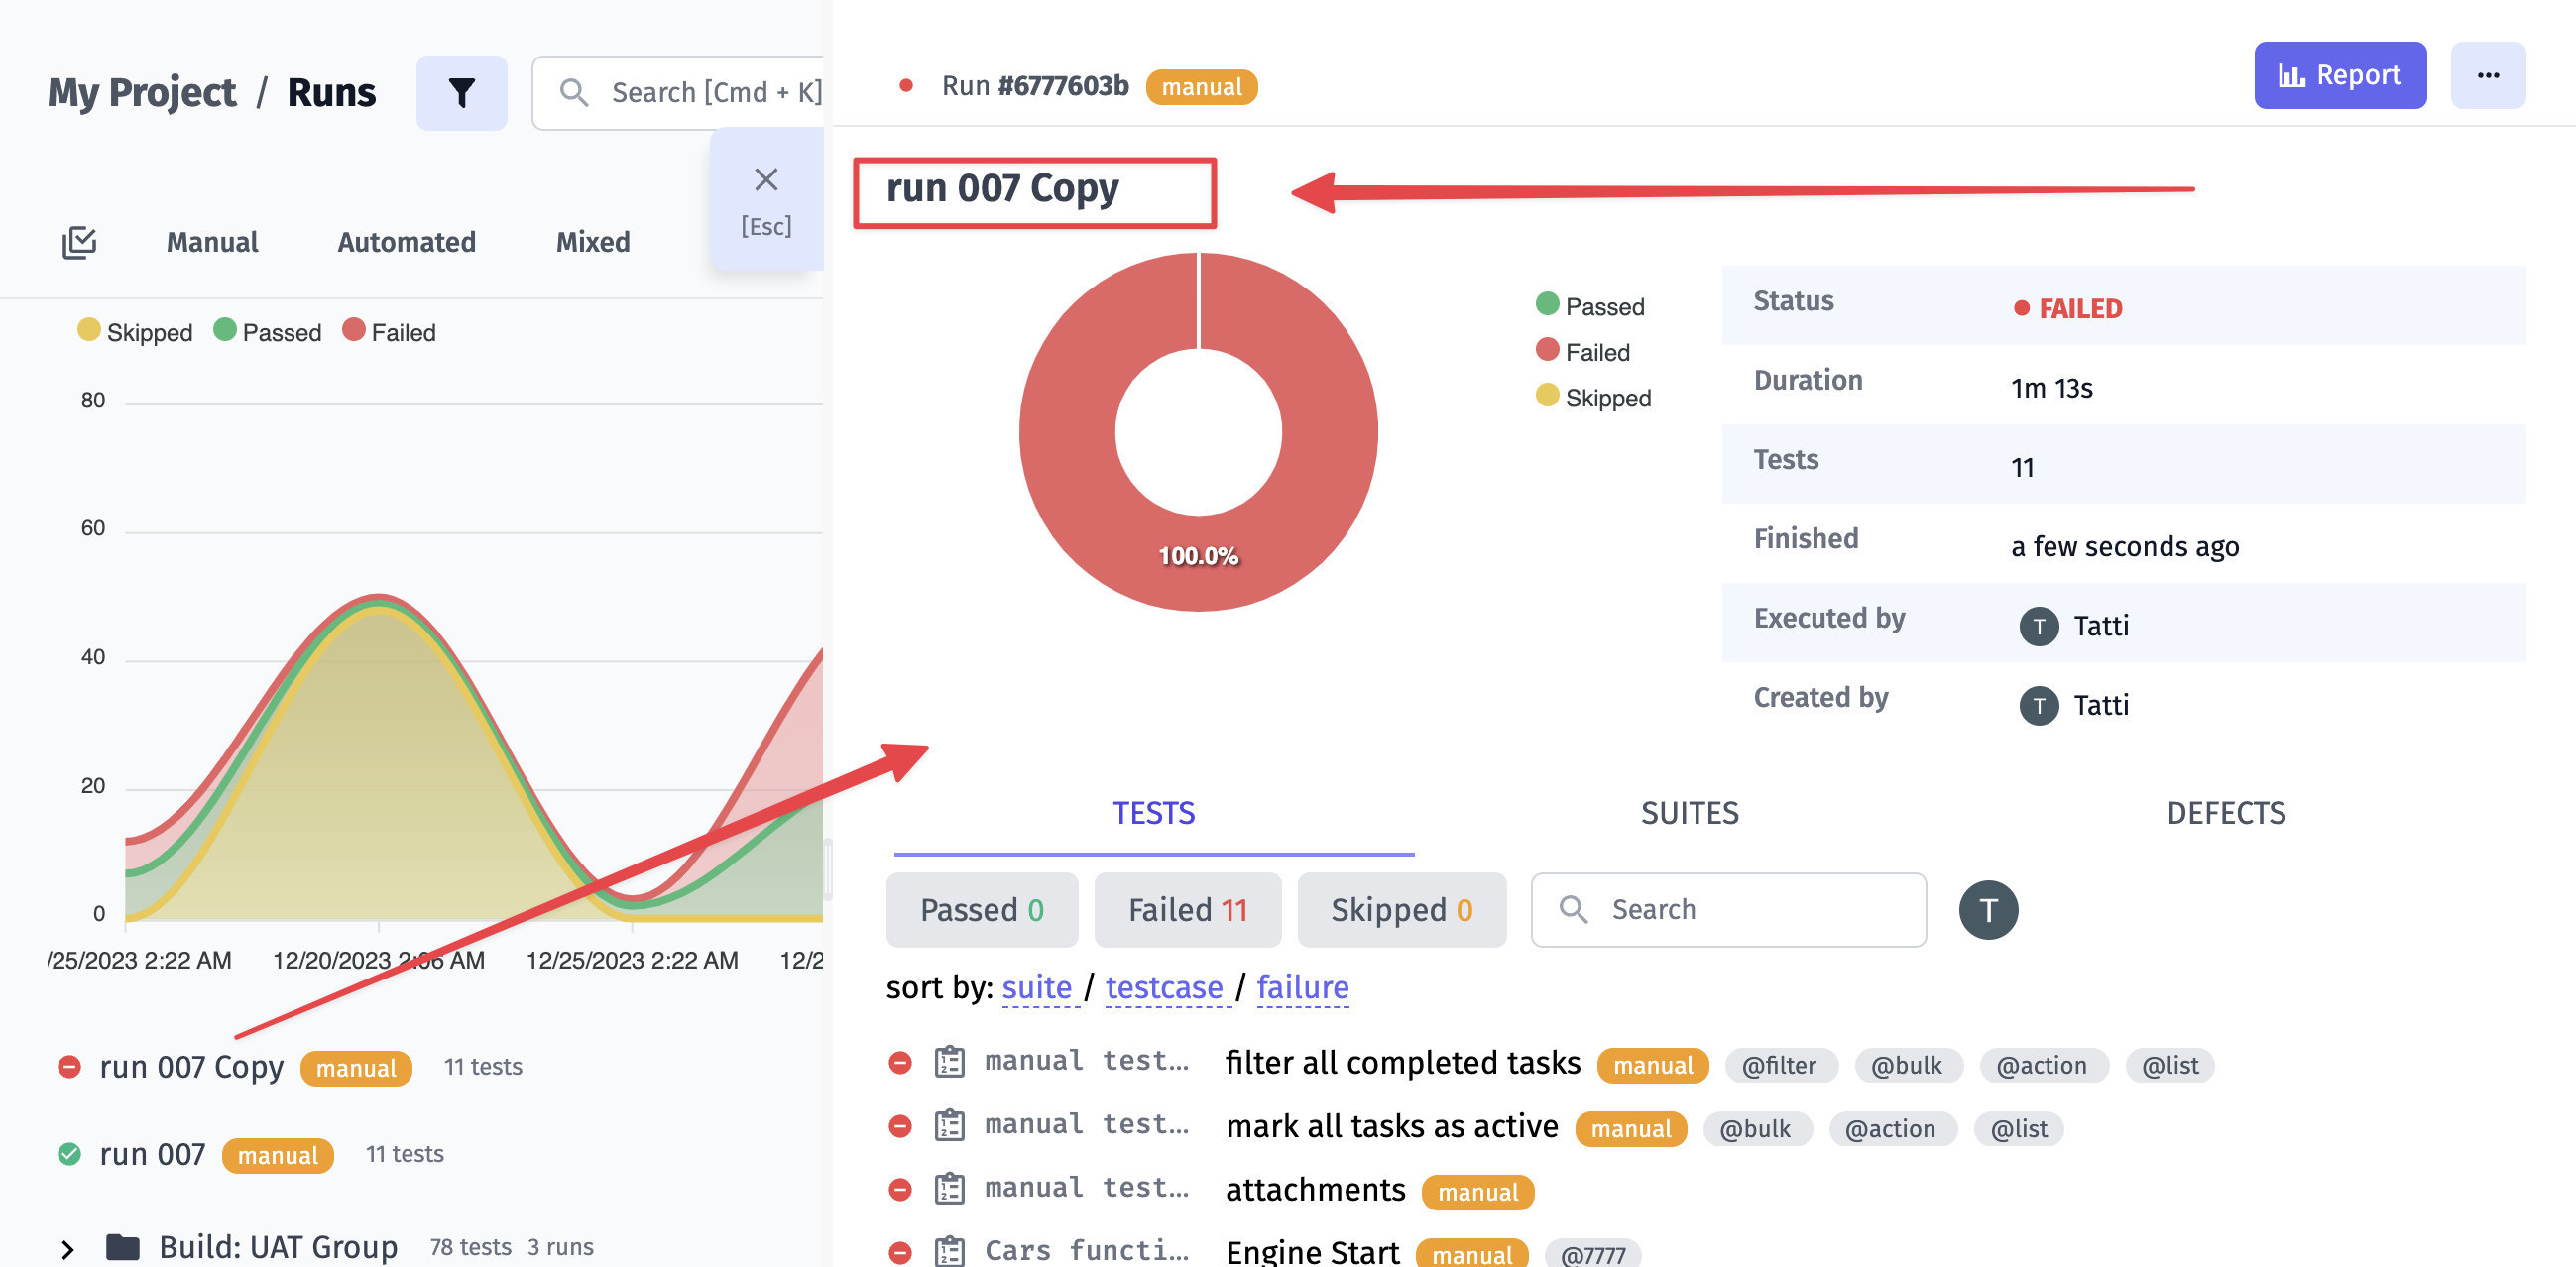 My Project / Runs
Search [Cmd + K]
[Esc]
Manual Automated Mixed
Skipped Passed Failed
80
60
40
20
0
/25/2023 2:22 AM 12/20/2023 2:06 AM 12/25/2023 2:22 AM 12/2
run 007 Copy manual 11 tests
run 007 manual 11 tests
Build: UAT Group 78 tests 3 runs
Run #6777603b manual
Report
run 007 Copy
100.0%
Passed
Failed
Skipped
Status FAILED
Duration 1m 13s
Tests 11
Finished a few seconds ago
Executed by T Tatti
Created by T Tatti
TESTS SUITES DEFECTS
Passed 0 Failed 11 Skipped 0 Search T
sort by: suite / testcase / failure
manual test... filter all completed tasks manual @filter @bulk @action @list
manual test... mark all tasks as active manual @bulk @action @list
manual test... attachments manual
Cars functi... Engine Start manual @7777